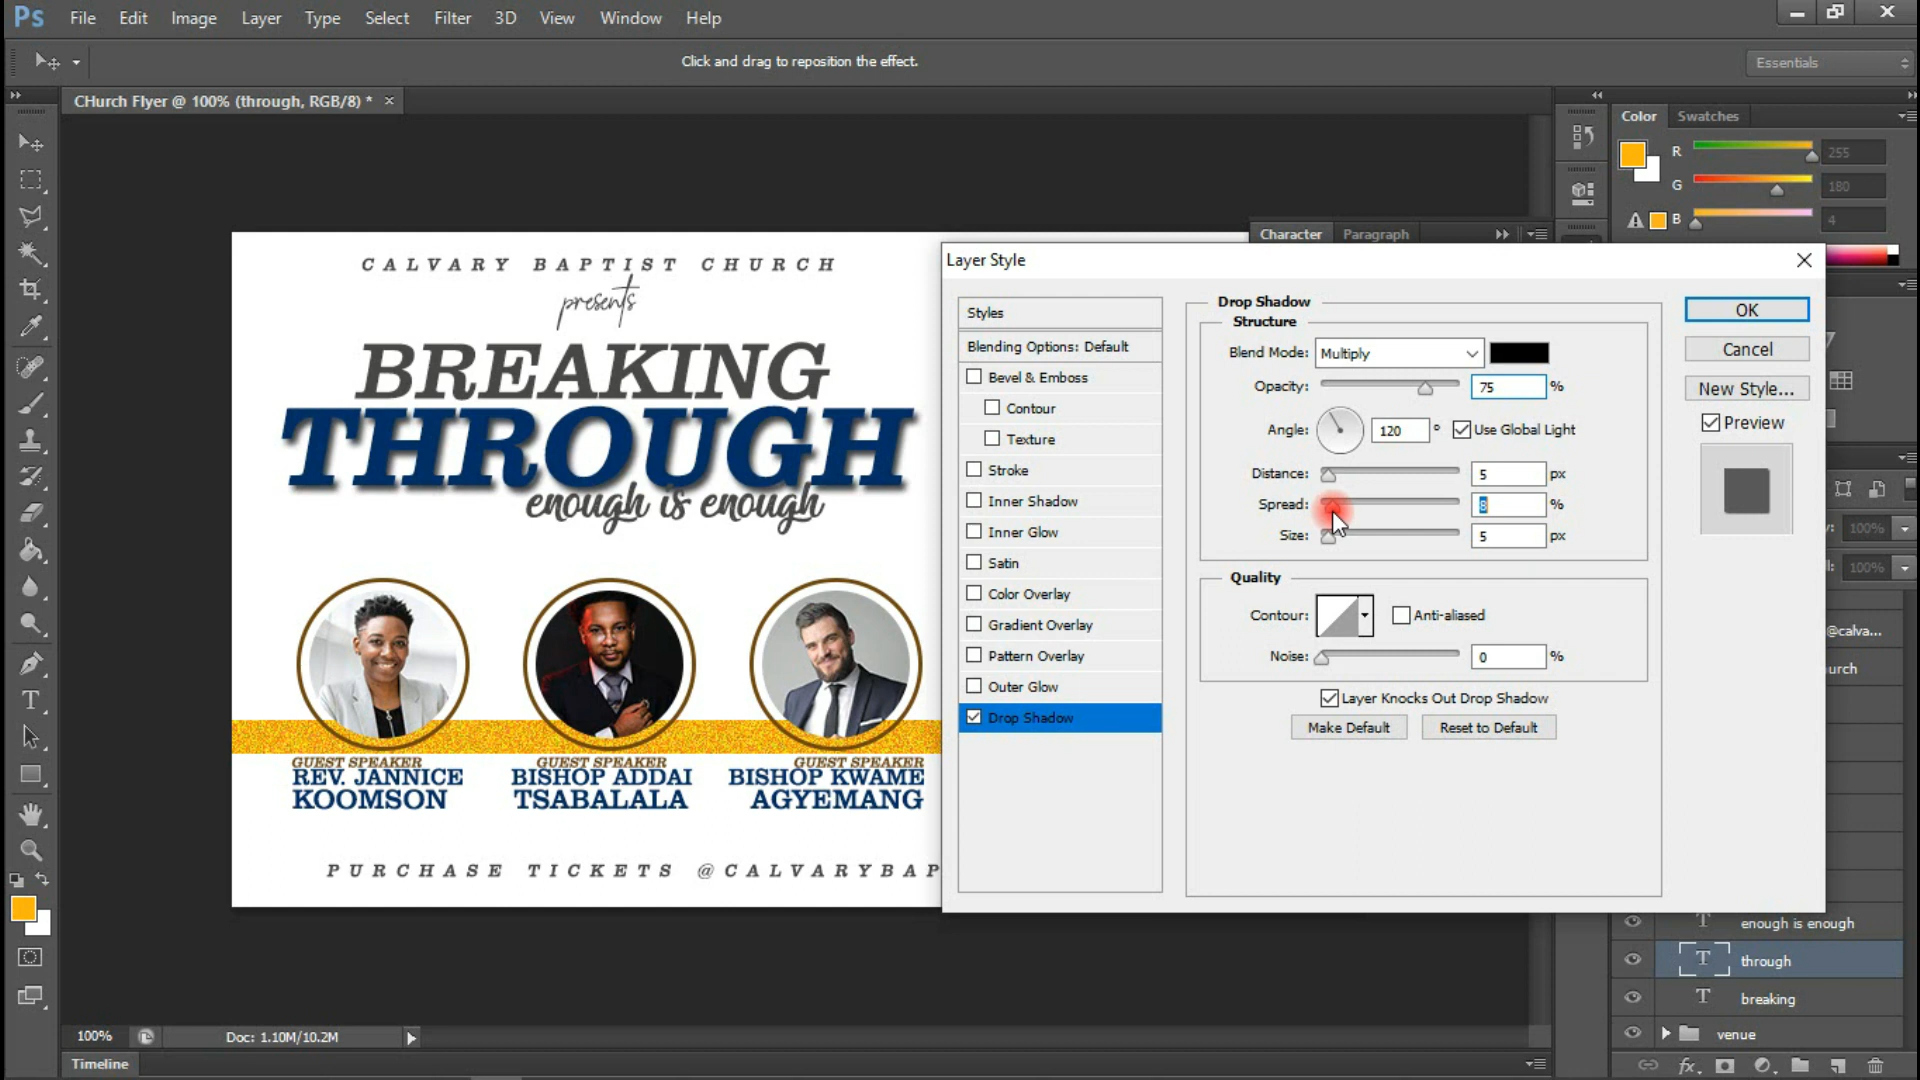 Ps File Edit Image Layer Type Select Filter 3D View Window Help
Click and drag to reposition the effect.
Essentials
CHurch Flyer @ 100% (through, RGB/8) *
Color Swatches
R 255
G 180
B 4
Character Paragraph
CALVARY BAPTIST CHURCH
presents
BREAKING
THROUGH
enough is enough
GUEST SPEAKER
REV. JANNICE
KOOMSON
GUEST SPEAKER
BISHOP ADDAI
TSABALALA
GUEST SPEAKER
BISHOP KWAME
AGYEMANG
PURCHASE TICKETS @CALVARYBAP
Layer Style
Styles
Blending Options: Default
Bevel & Emboss
Contour
Texture
Stroke
Inner Shadow
Inner Glow
Satin
Color Overlay
Gradient Overlay
Pattern Overlay
Outer Glow
Drop Shadow
Drop Shadow
Structure
Blend Mode: Multiply
Opacity: 75 %
Angle: 120 ° Use Global Light
Distance: 5 px
Spread: 8 %
Size: 5 px
Quality
Contour: Anti-aliased
Noise: 0 %
Layer Knocks Out Drop Shadow
Make Default Reset to Default
OK
Cancel
New Style...
Preview
100%
100%
@calva...
urch
T enough is enough
T through
T breaking
venue
fx
100% Doc: 1.10M/10.2M
Timeline